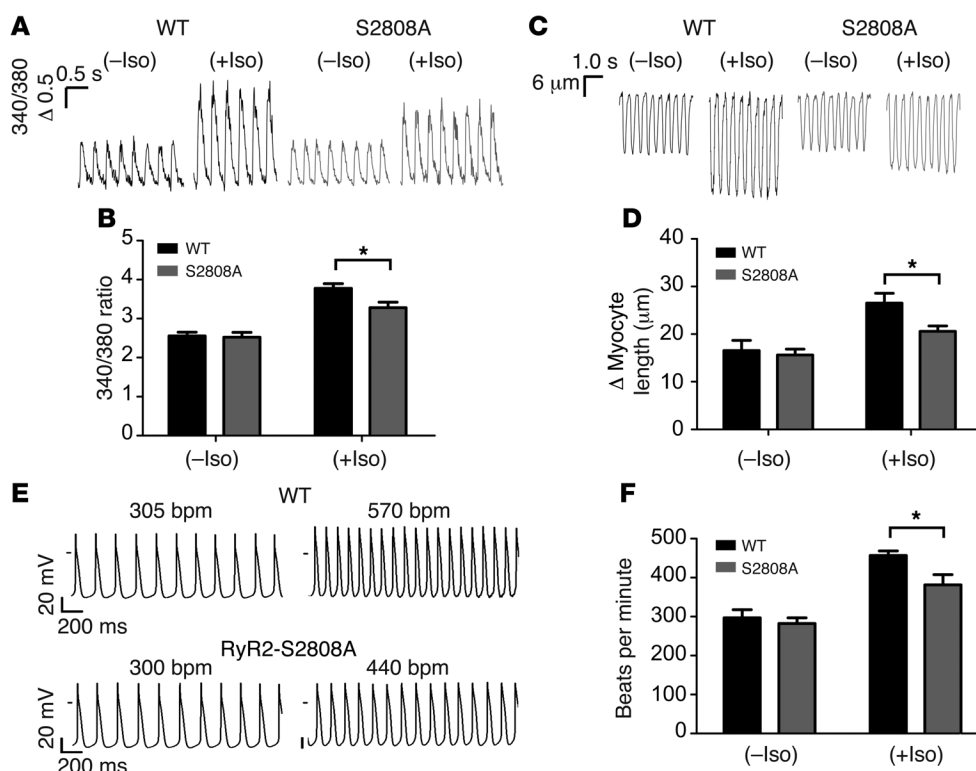 A
WT
S2808A
(–Iso)
(+Iso)
(–Iso)
(+Iso)
340/380
Δ 0.5
0.5 s
B
5
4
3
2
1
0
340/380 ratio
WT
S2808A
*
(–Iso)
(+Iso)
C
WT
S2808A
1.0 s
(–Iso)
(+Iso)
(–Iso)
(+Iso)
6 μm
D
40
30
20
10
0
Δ Myocyte
length (μm)
WT
S2808A
*
(–Iso)
(+Iso)
E
WT
305 bpm
570 bpm
20 mV
200 ms
RyR2-S2808A
300 bpm
440 bpm
20 mV
200 ms
F
500
400
300
200
100
0
Beats per minute
WT
S2808A
*
(–Iso)
(+Iso)